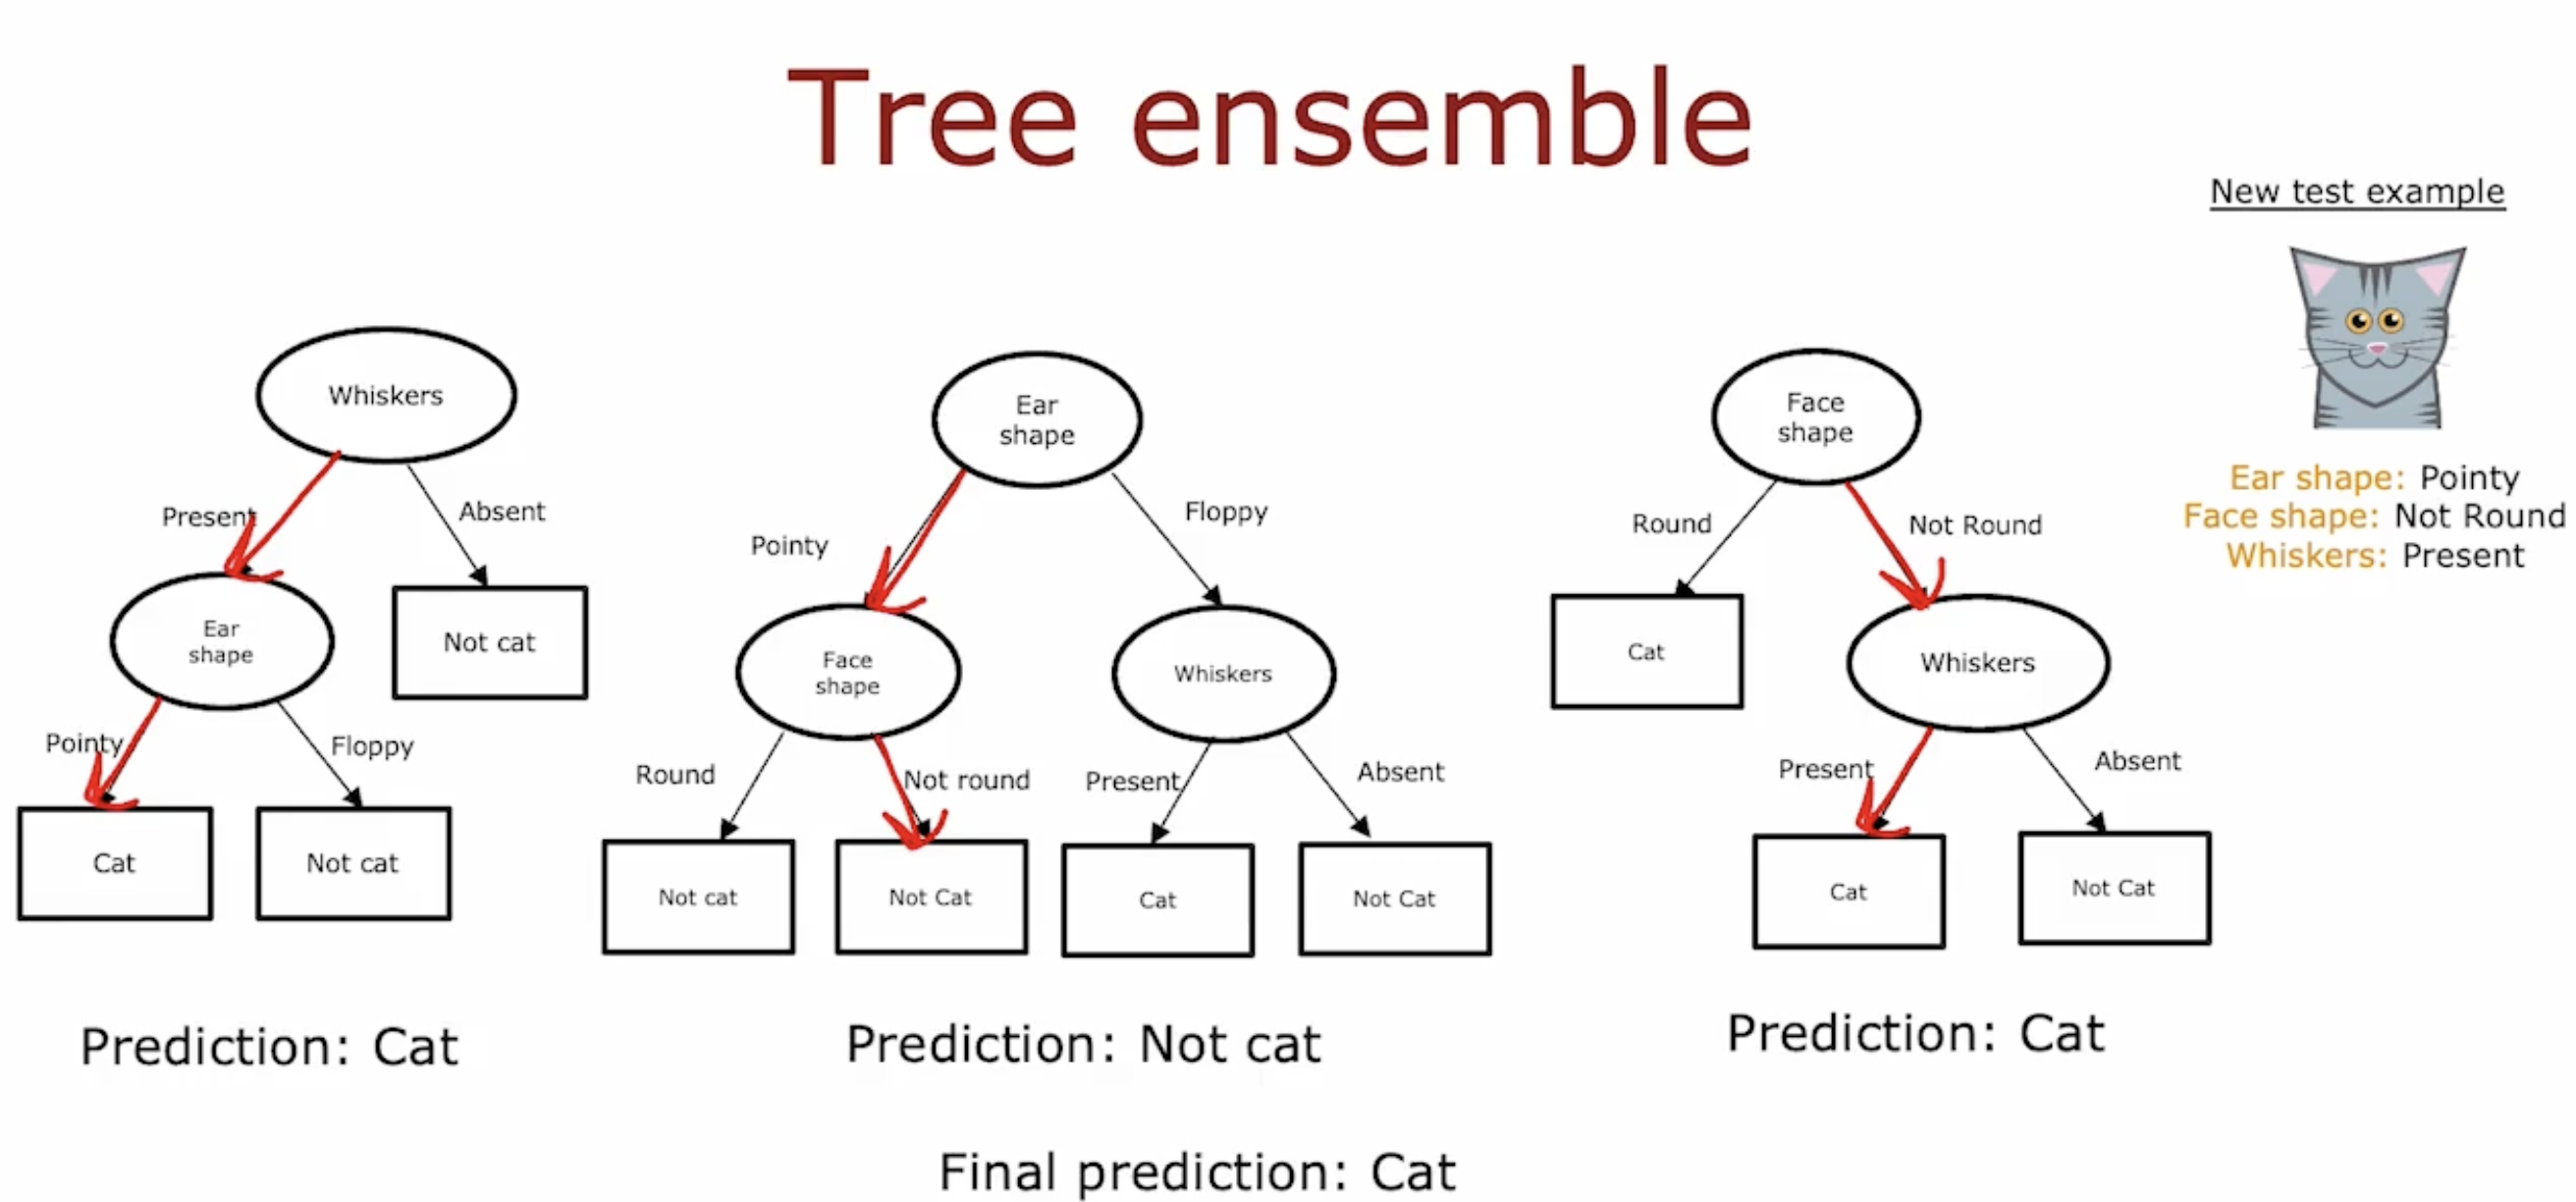 Tree ensemble
New test example
Ear shape: Pointy
Face shape: Not Round
Whiskers: Present
Whiskers
Present
Absent
Ear
shape
Not cat
Pointy
Floppy
Cat
Not cat
Prediction: Cat
Ear
shape
Pointy
Floppy
Face
shape
Whiskers
Round
Not round
Present
Absent
Not cat
Not Cat
Cat
Not Cat
Prediction: Not cat
Face
shape
Round
Not Round
Cat
Whiskers
Present
Absent
Cat
Not Cat
Prediction: Cat
Final prediction: Cat